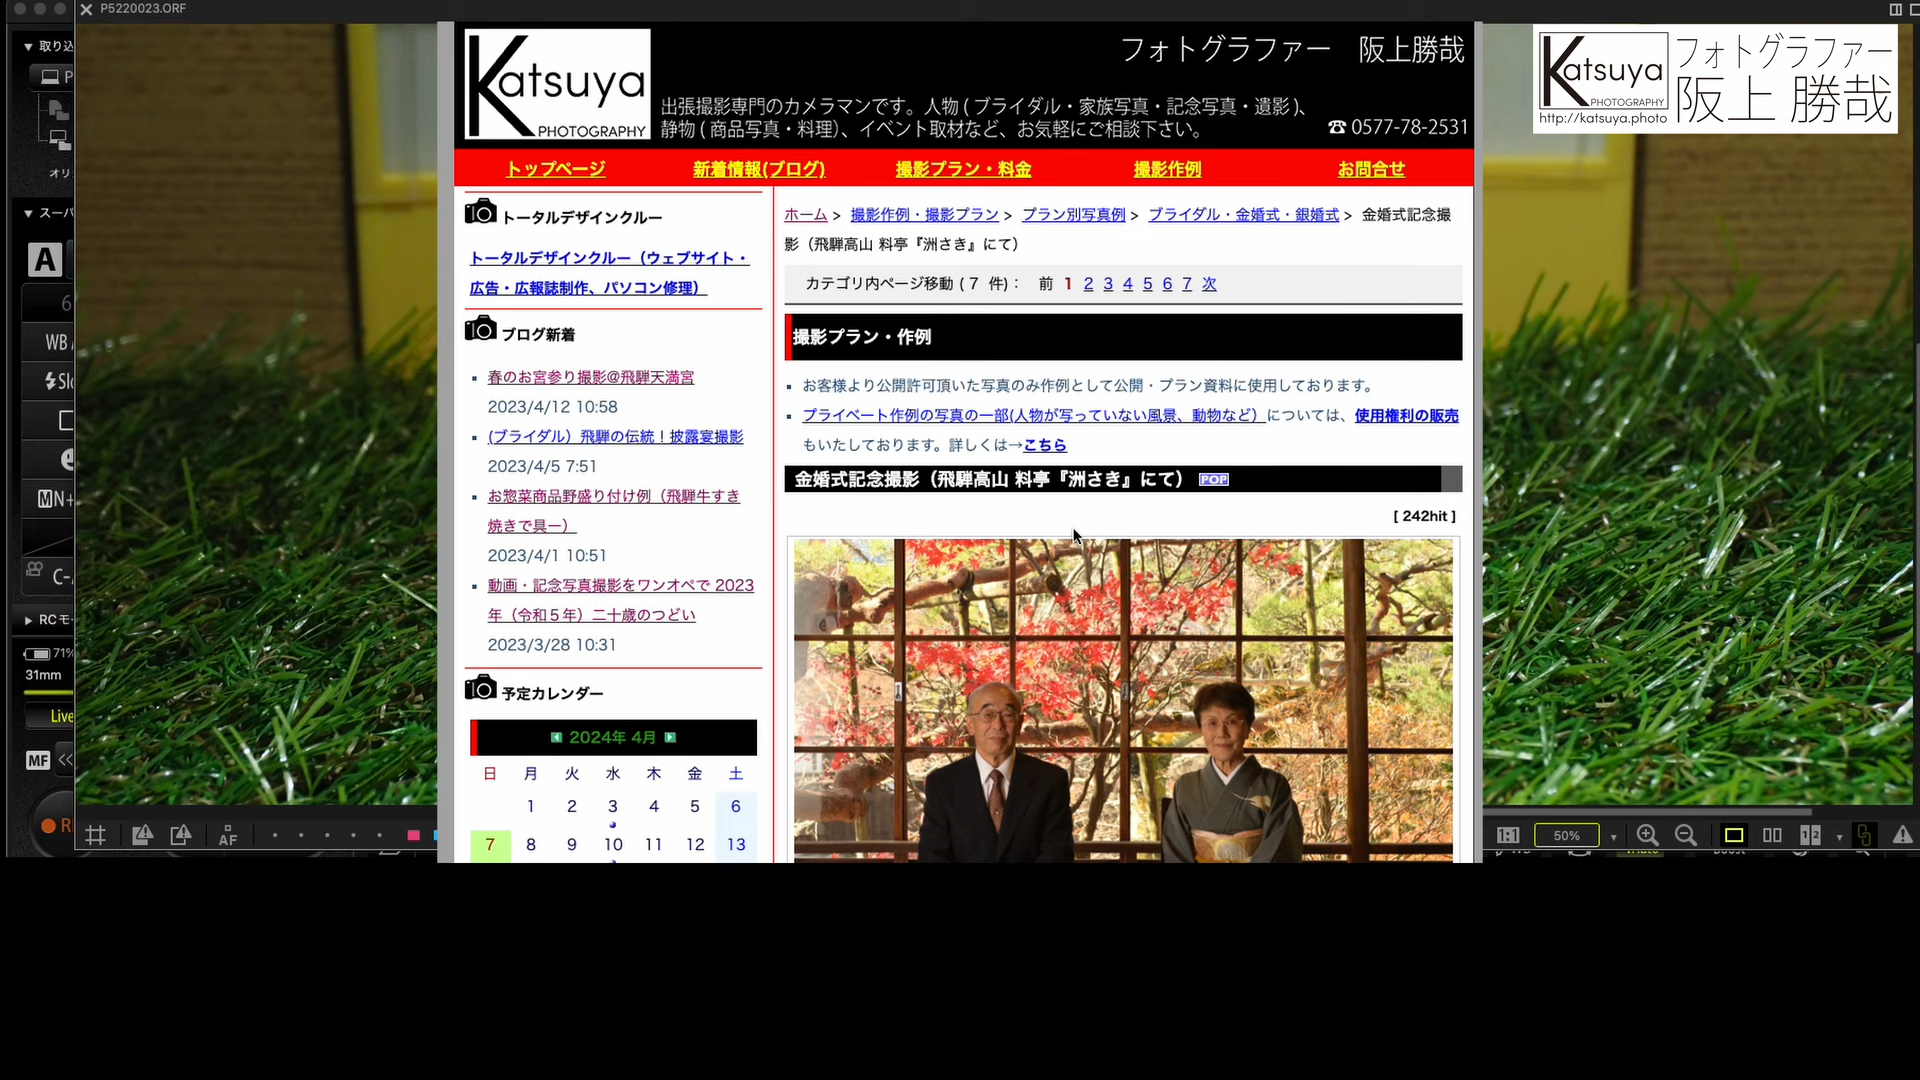 P5220023.ORF
Katsuya
PHOTOGRAPHY
フォトグラファー　阪上勝哉
出張撮影専門のカメラマンです。人物 ( ブライダル・家族写真・記念写真・遺影 )、
静物 ( 商品写真・料理)、イベント取材など、お気軽にご相談下さい。
☎ 0577-78-2531
トップページ 新着情報(ブログ) 撮影プラン・料金 撮影作例 お問合せ
Katsuya
PHOTOGRAPHY
http://katsuya.photo
フォトグラファー
阪上 勝哉
▼ 取り込
P
オリ
▼ スーパ
A
6
WB
Slo
MN+
C-
▶ RCモ
71%
31mm
Live
MF
トータルデザインクルー
トータルデザインクルー（ウェブサイト・
広告・広報誌制作、パソコン修理）
ブログ新着
春のお宮参り撮影@飛騨天満宮
2023/4/12 10:58
(ブライダル）飛騨の伝統！披露宴撮影
2023/4/5 7:51
お惣菜商品野盛り付け例（飛騨牛すき
焼きで具ー）
2023/4/1 10:51
動画・記念写真撮影をワンオペで 2023
年（令和５年）二十歳のつどい
2023/3/28 10:31
予定カレンダー
2024年 4月
日 月 火 水 木 金 土
1 2 3 4 5 6
7 8 9 10 11 12 13
ホーム > 撮影作例・撮影プラン > プラン別写真例 > ブライダル・金婚式・銀婚式 > 金婚式記念撮
影（飛騨高山 料亭『洲さき』にて）
カテゴリ内ページ移動 ( 7 件)： 前 1 2 3 4 5 6 7 次
撮影プラン・作例
お客様より公開許可頂いた写真のみ作例として公開・プラン資料に使用しております。
プライベート作例の写真の一部(人物が写っていない風景、動物など）については、使用権利の販売
もいたしております。詳しくは→こちら
金婚式記念撮影（飛騨高山 料亭『洲さき』にて） POP
[ 242hit ]
AF
1:1 50%